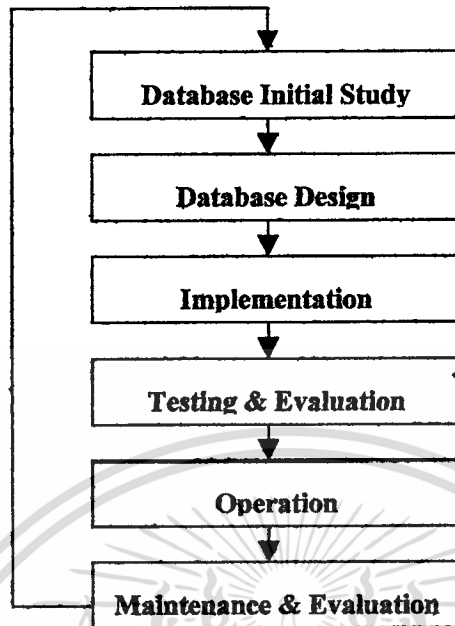 Database Initial Study
Database Design
Implementation
Testing & Evaluation
Operation
Maintenance & Evaluation